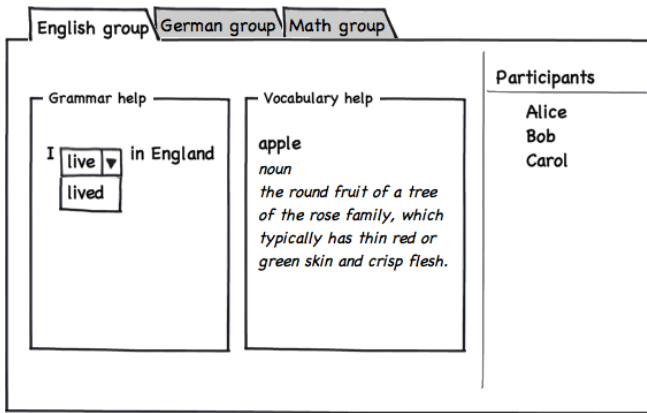 English group German group Math group
Participants
Alice
Bob
Carol
Grammar help
I live in England
lived
Vocabulary help
apple
noun
the round fruit of a tree
of the rose family, which
typically has thin red or
green skin and crisp flesh.